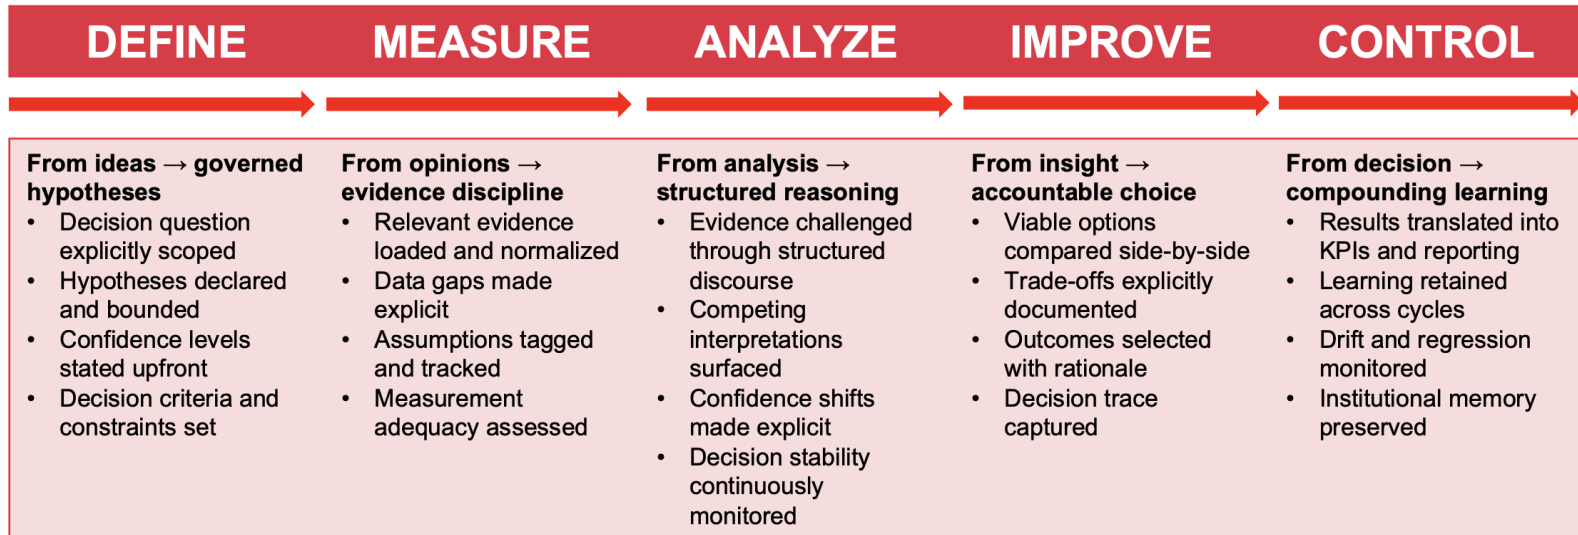 DEFINE
MEASURE
ANALYZE
IMPROVE
CONTROL
From ideas → governed
hypotheses
• Decision question
explicitly scoped
• Hypotheses declared
and bounded
• Confidence levels
stated upfront
• Decision criteria and
constraints set
From opinions →
evidence discipline
• Relevant evidence
loaded and normalized
• Data gaps made
explicit
• Assumptions tagged
and tracked
• Measurement
adequacy assessed
From analysis →
structured reasoning
• Evidence challenged
through structured
discourse
• Competing
interpretations
surfaced
• Confidence shifts
made explicit
• Decision stability
continuously
monitored
From insight →
accountable choice
• Viable options
compared side-by-side
• Trade-offs explicitly
documented
• Outcomes selected
with rationale
• Decision trace
captured
From decision →
compounding learning
• Results translated into
KPIs and reporting
• Learning retained
across cycles
• Drift and regression
monitored
• Institutional memory
preserved